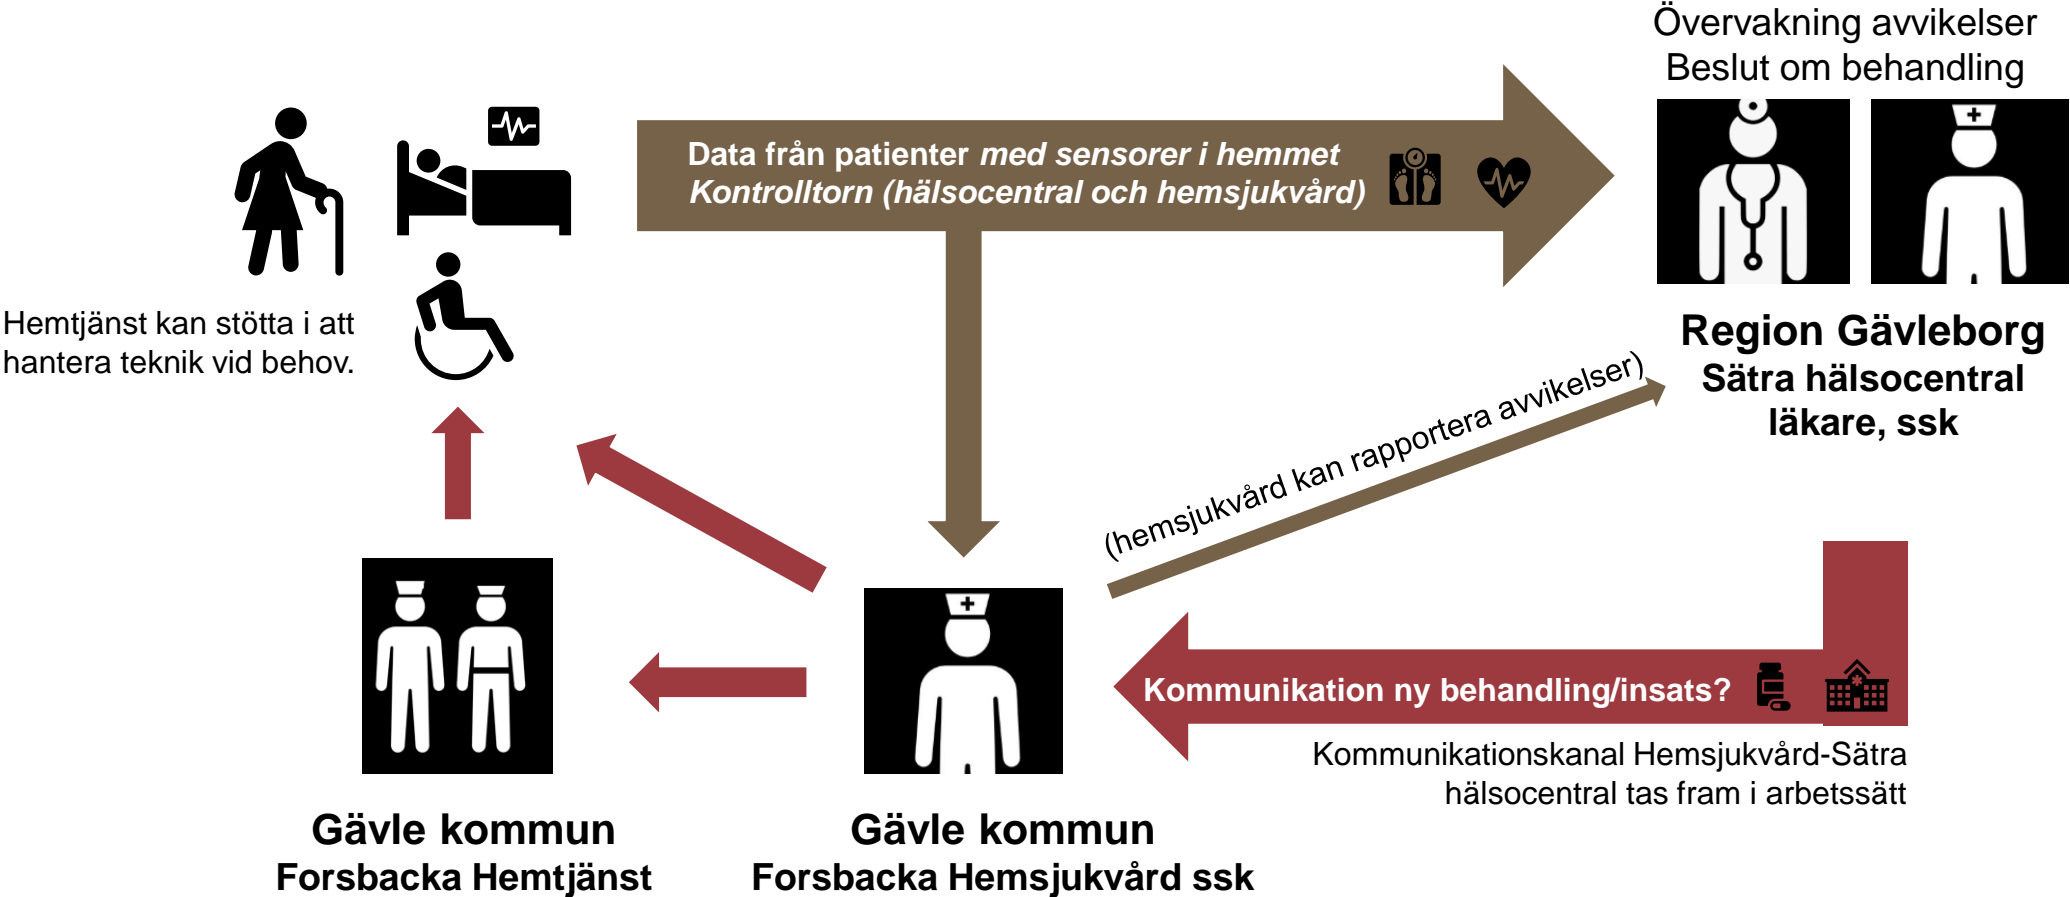 Övervakning avvikelser
Beslut om behandling
Data från patienter med sensorer i hemmet
Kontrolltorn (hälsocentral och hemsjukvård)
Region Gävleborg
Sätra hälsocentral
läkare, ssk
Hemtjänst kan stötta i att
hantera teknik vid behov.
(hemsjukvård kan rapportera avvikelser)
Kommunikation ny behandling/insats?
Kommunikationskanal Hemsjukvård-Sätra
hälsocentral tas fram i arbetssätt
Gävle kommun
Forsbacka Hemtjänst
Gävle kommun
Forsbacka Hemsjukvård ssk